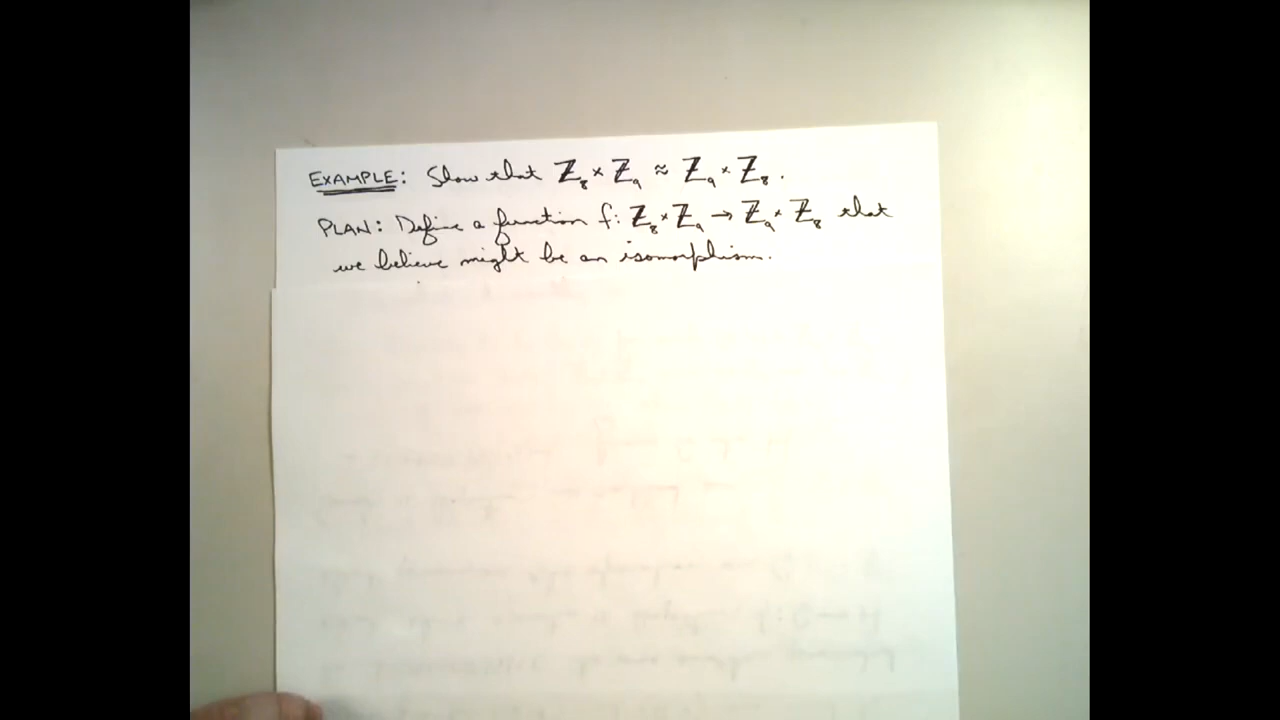 EXAMPLE: Show that ℤ₈ × ℤ₉ ≈ ℤ₉ × ℤ₈.
PLAN: Define a function f: ℤ₈ × ℤ₉ → ℤ₉ × ℤ₈ that
we believe might be an isomorphism.